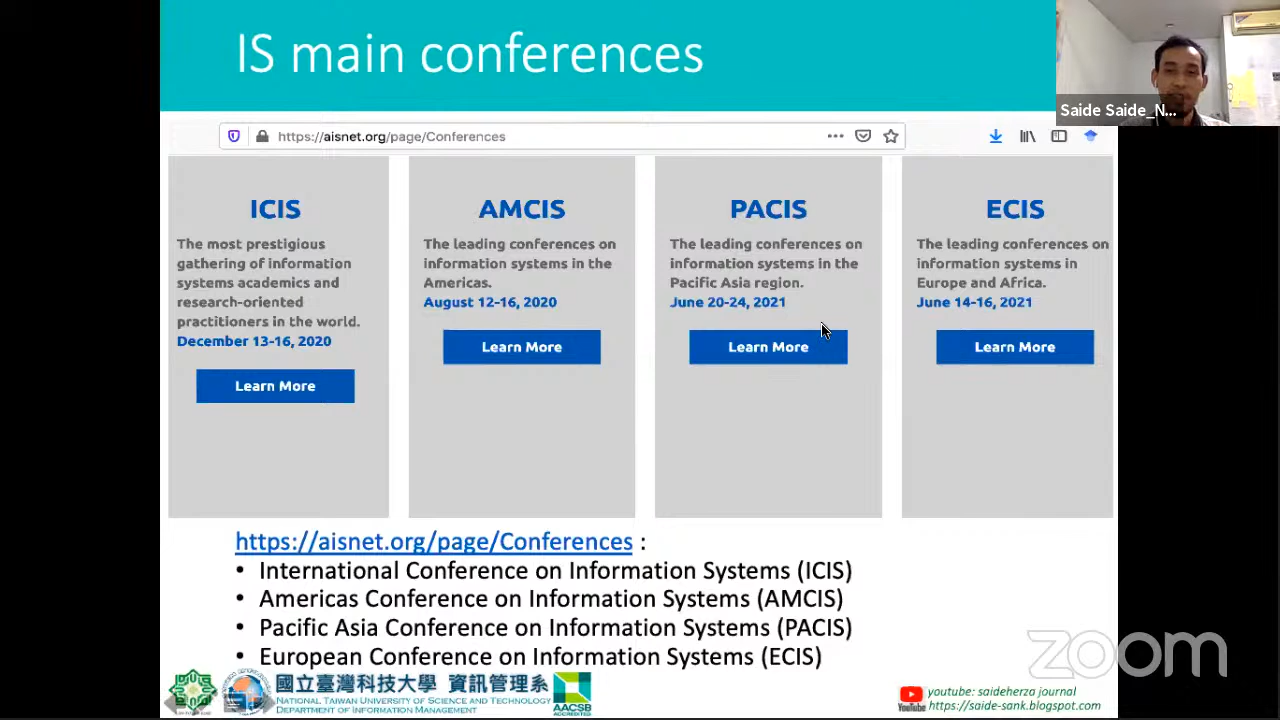 IS main conferences
Saide Saide_N...
https://aisnet.org/page/Conferences
ICIS
The most prestigious
gathering of information
systems academics and
research-oriented
practitioners in the world.
December 13-16, 2020
Learn More
AMCIS
The leading conferences on
information systems in the
Americas.
August 12-16, 2020
Learn More
PACIS
The leading conferences on
information systems in the
Pacific Asia region.
June 20-24, 2021
Learn More
ECIS
The leading conferences on
information systems in
Europe and Africa.
June 14-16, 2021
Learn More
https://aisnet.org/page/Conferences :
• International Conference on Information Systems (ICIS)
• Americas Conference on Information Systems (AMCIS)
• Pacific Asia Conference on Information Systems (PACIS)
• European Conference on Information Systems (ECIS)
國立臺灣科技大學 資訊管理系
NATIONAL TAIWAN UNIVERSITY OF SCIENCE AND TECHNOLOGY
DEPARTMENT OF INFORMATION MANAGEMENT
AACSB
ACCREDITED
YouTube
youtube: saideherza journal
https://saide-sank.blogspot.com
zoom